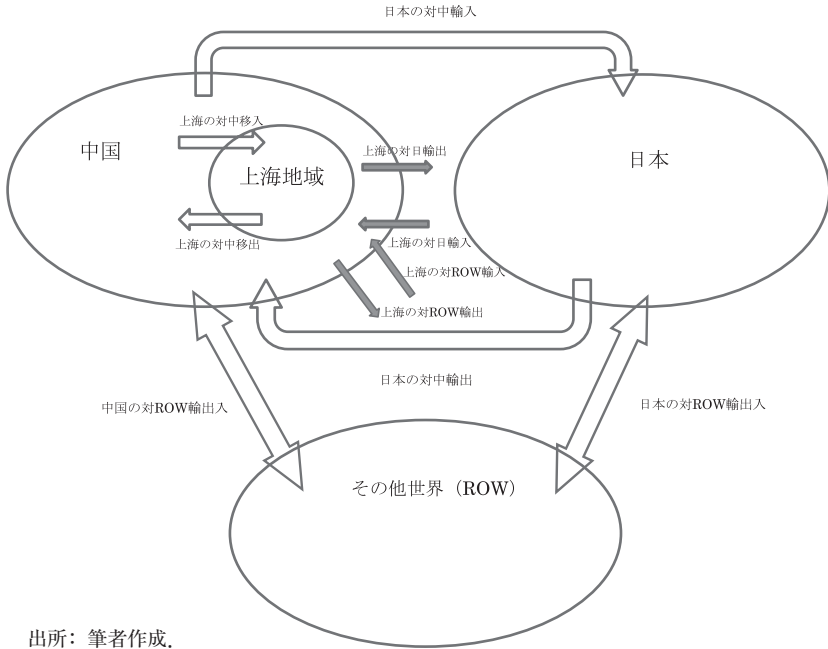 日本の対中輸入
上海の対中移入
中国
上海地域
上海の対日輸出
日本
上海の対中移出
上海の対日輸入
上海の対ROW輸入
上海の対ROW輸出
日本の対中輸出
中国の対ROW輸出入
日本の対ROW輸出入
その他世界（ROW）
出所：筆者作成．